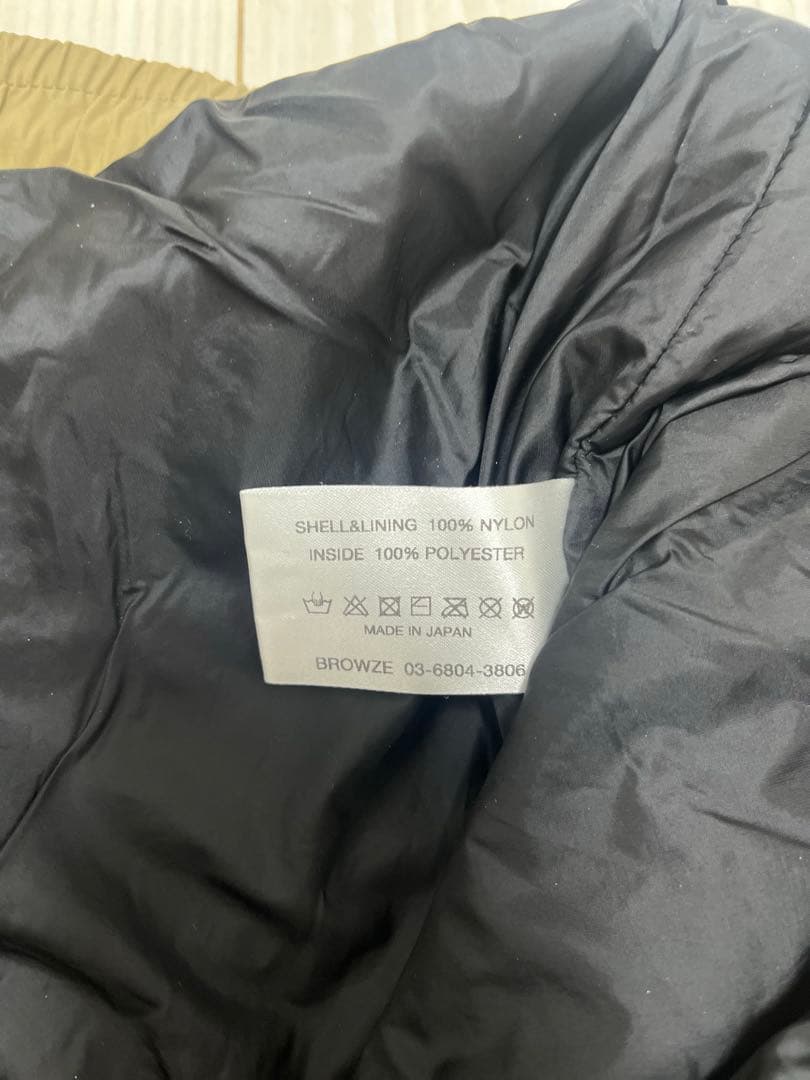 SHELL&LINING 100% NYLON
INSIDE 100% POLYESTER
MADE IN JAPAN
BROWZE 03-6804-3806